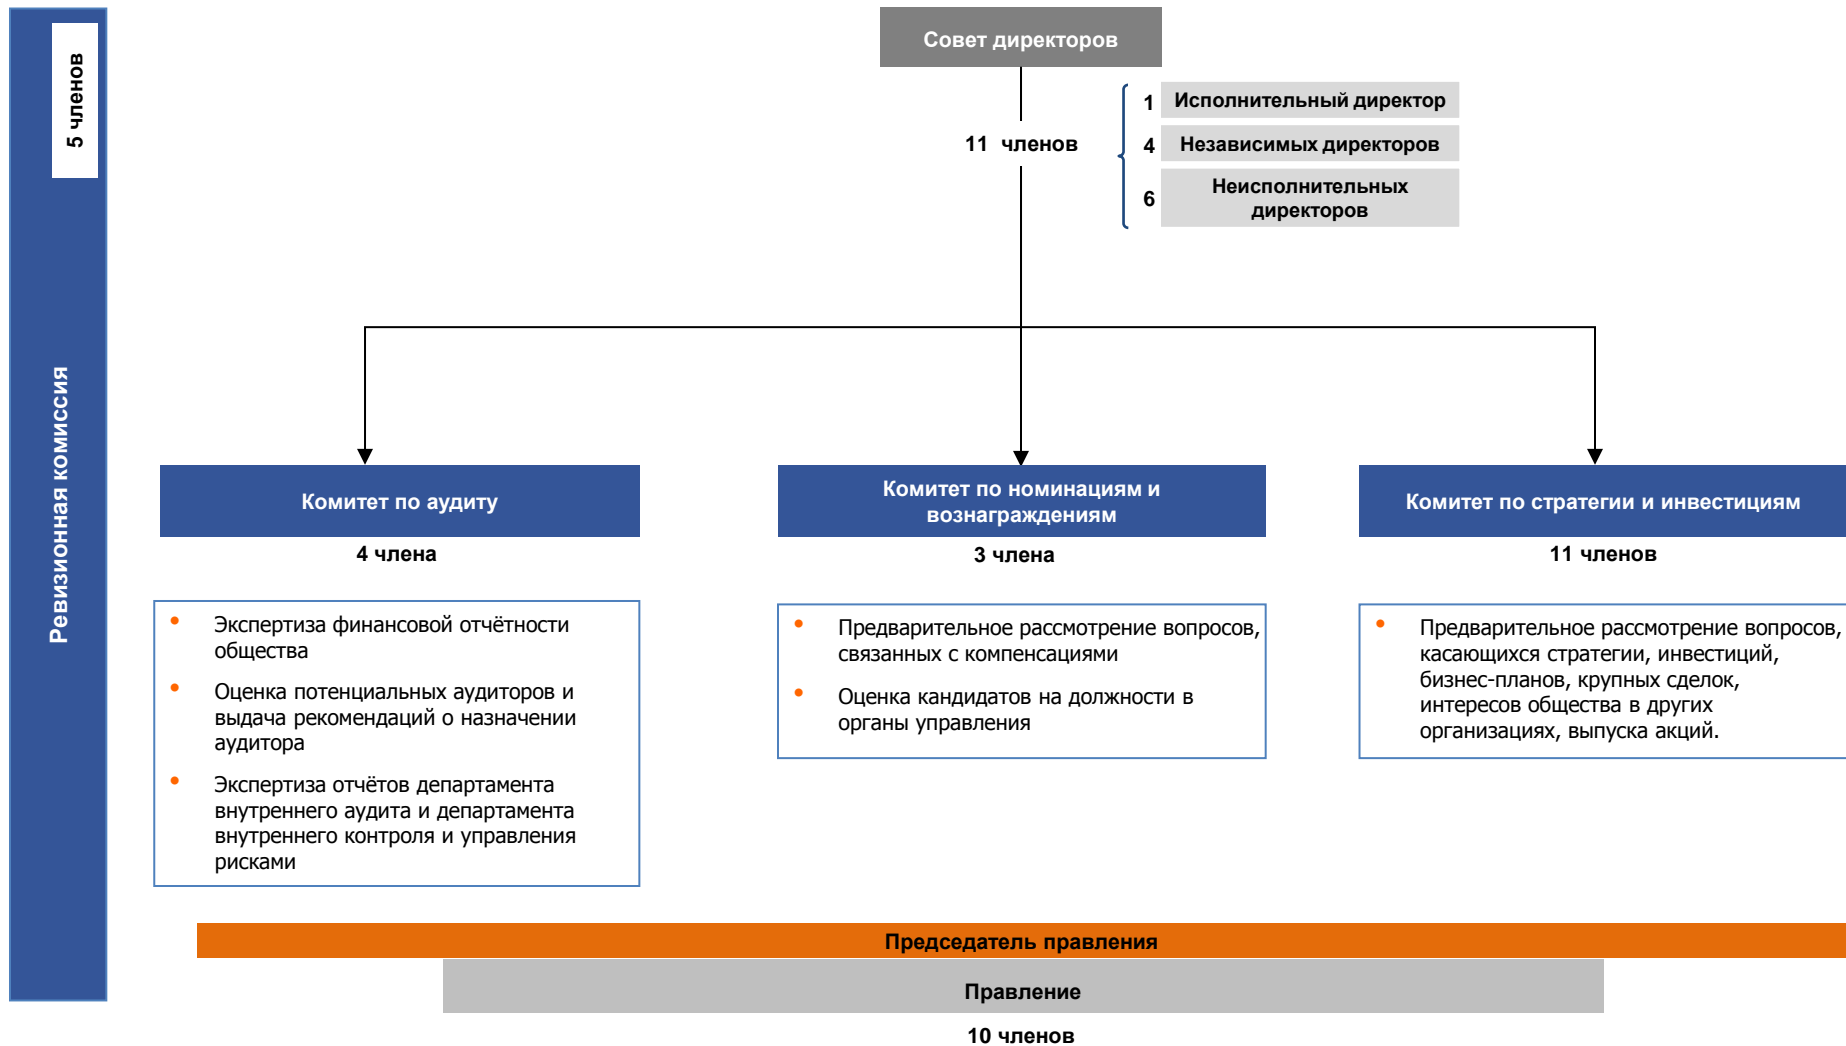 5 членов
Ревизионная комиссия
Совет директоров
11 членов
1 Исполнительный директор
4 Независимых директоров
6 Неисполнительных
директоров
Комитет по аудиту
4 члена
• Экспертиза финансовой отчётности
общества
• Оценка потенциальных аудиторов и
выдача рекомендаций о назначении
аудитора
• Экспертиза отчётов департамента
внутреннего аудита и департамента
внутреннего контроля и управления
рисками
Комитет по номинациям и
вознаграждениям
3 члена
• Предварительное рассмотрение вопросов,
связанных с компенсациями
• Оценка кандидатов на должности в
органы управления
Комитет по стратегии и инвестициям
11 членов
• Предварительное рассмотрение вопросов,
касающихся стратегии, инвестиций,
бизнес-планов, крупных сделок,
интересов общества в других
организациях, выпуска акций.
Председатель правления
Правление
10 членов